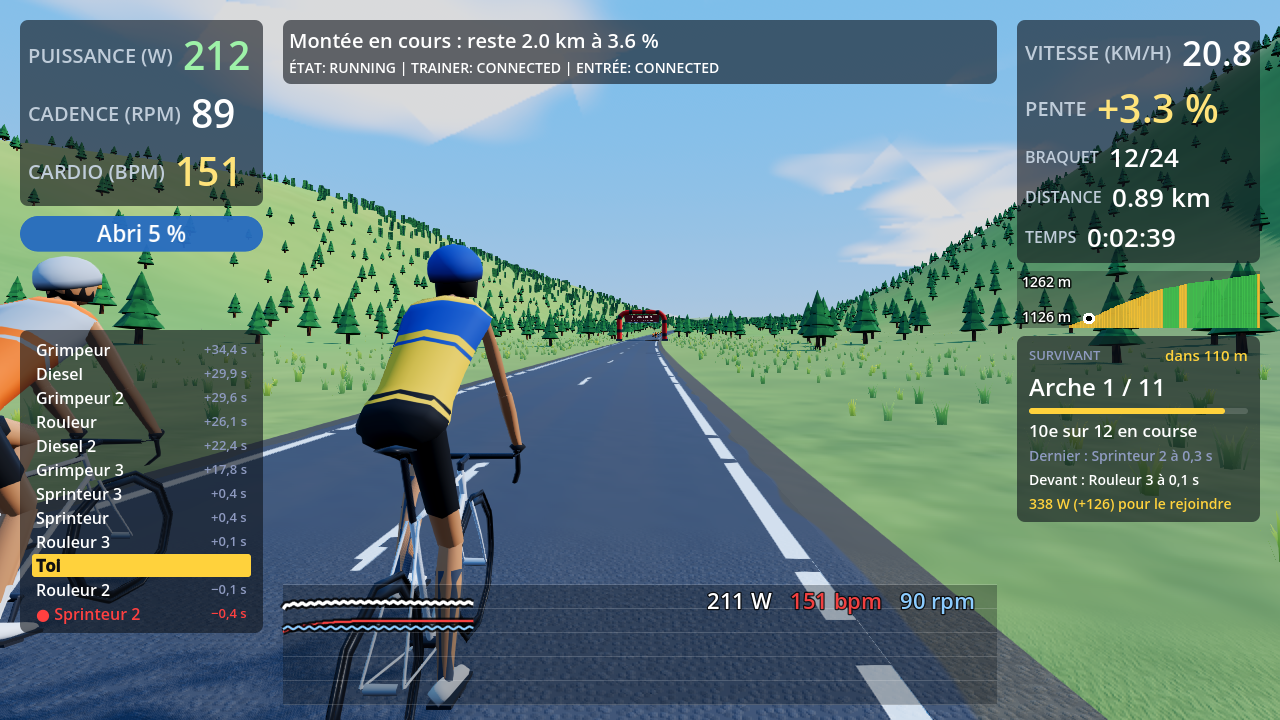 PUISSANCE (W) 212
CADENCE (RPM) 89
CARDIO (BPM) 151
Abri 5 %
Montée en cours : reste 2.0 km à 3.6 %
ÉTAT: RUNNING | TRAINER: CONNECTED | ENTRÉE: CONNECTED
VITESSE (KM/H) 20.8
PENTE +3.3 %
BRAQUET 12/24
DISTANCE 0.89 km
TEMPS 0:02:39
1262 m
1126 m
SURVIVANT dans 110 m
Arche 1 / 11
10e sur 12 en course
Dernier : Sprinteur 2 à 0,3 s
Devant : Rouleur 3 à 0,1 s
338 W (+126) pour le rejoindre
Grimpeur +34,4 s
Diesel +29,9 s
Grimpeur 2 +29,6 s
Rouleur +26,1 s
Diesel 2 +22,4 s
Grimpeur 3 +17,8 s
Sprinteur 3 +0,4 s
Sprinteur +0,4 s
Rouleur 3 +0,1 s
Toi
Rouleur 2 −0,1 s
Sprinteur 2 −0,4 s
211 W 151 bpm 90 rpm